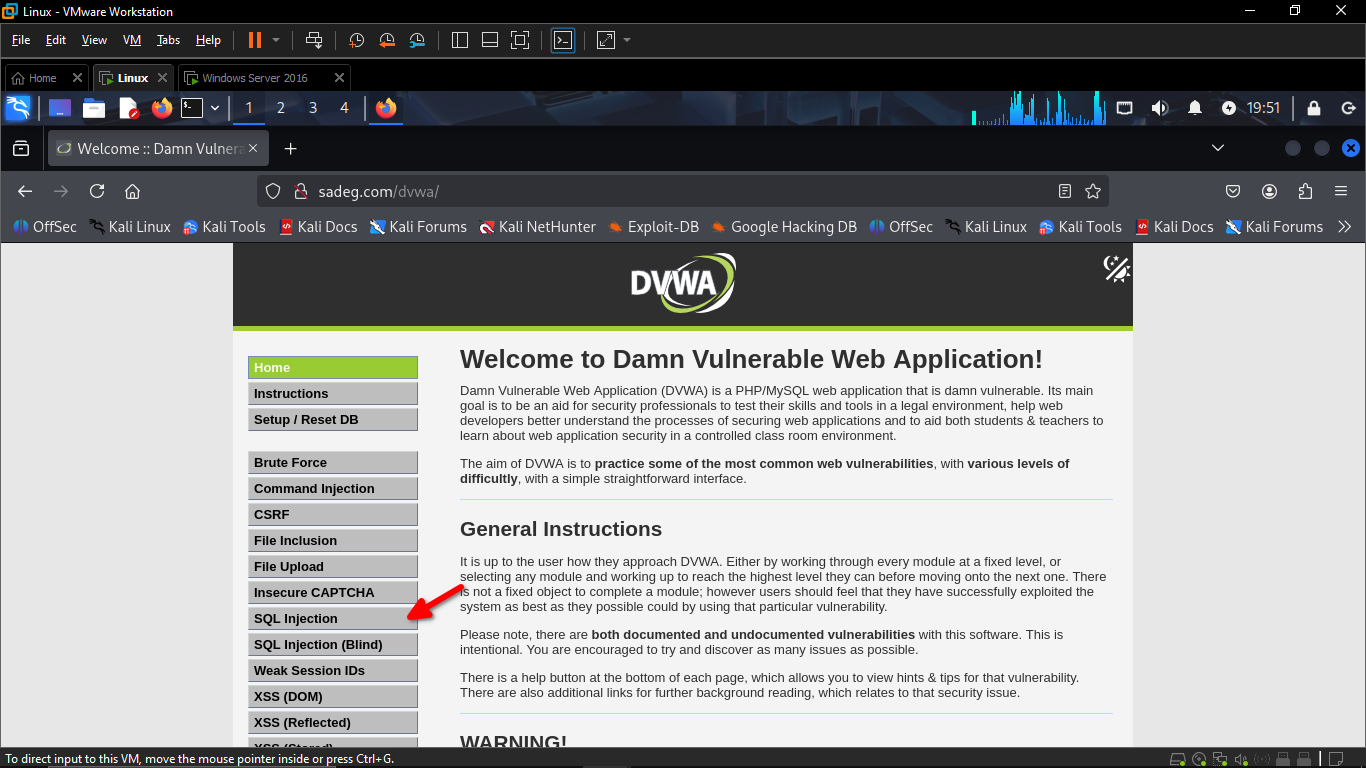 Linux - VMware Workstation
File Edit View VM Tabs Help
Home Linux Windows Server 2016
1 2 3 4 19:51
Welcome :: Damn Vulnera
sadeg.com/dvwa/
OffSec Kali Linux Kali Tools Kali Docs Kali Forums Kali NetHunter Exploit-DB Google Hacking DB OffSec Kali Linux Kali Tools Kali Docs Kali Forums
DVWA
Home
Instructions
Setup / Reset DB
Brute Force
Command Injection
CSRF
File Inclusion
File Upload
Insecure CAPTCHA
SQL Injection
SQL Injection (Blind)
Weak Session IDs
XSS (DOM)
XSS (Reflected)
XSS (Stored)
Welcome to Damn Vulnerable Web Application!
Damn Vulnerable Web Application (DVWA) is a PHP/MySQL web application that is damn vulnerable. Its main
goal is to be an aid for security professionals to test their skills and tools in a legal environment, help web
developers better understand the processes of securing web applications and to aid both students & teachers to
learn about web application security in a controlled class room environment.
The aim of DVWA is to practice some of the most common web vulnerabilities, with various levels of
difficultly, with a simple straightforward interface.
General Instructions
It is up to the user how they approach DVWA. Either by working through every module at a fixed level, or
selecting any module and working up to reach the highest level they can before moving onto the next one. There
is not a fixed object to complete a module; however users should feel that they have successfully exploited the
system as best as they possible could by using that particular vulnerability.
Please note, there are both documented and undocumented vulnerabilities with this software. This is
intentional. You are encouraged to try and discover as many issues as possible.
There is a help button at the bottom of each page, which allows you to view hints & tips for that vulnerability.
There are also additional links for further background reading, which relates to that security issue.
WARNING!
To direct input to this VM, move the mouse pointer inside or press Ctrl+G.